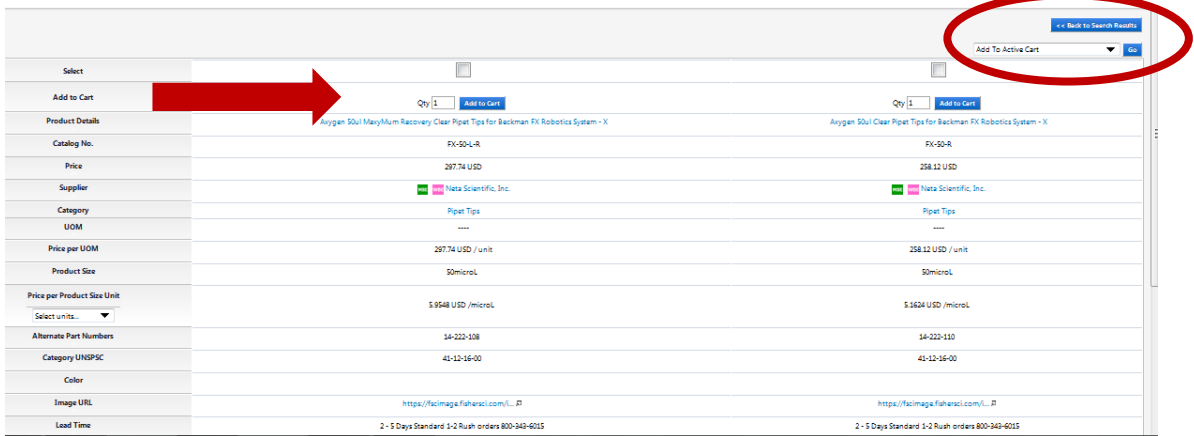 << Back to Search Results
Add To Active Cart Go
Select
Add to Cart Qty 1 Add to Cart Qty 1 Add to Cart
Product Details Axygen 50ul MaxyMum Recovery Clear Pipet Tips for Beckman FX Robotics System - X Axygen 50ul Clear Pipet Tips for Beckman FX Robotics System - X
Catalog No. FX-50-L-R FX-50-R
Price 297.74 USD 258.12 USD
Supplier Neta Scientific, Inc. Neta Scientific, Inc.
Category Pipet Tips Pipet Tips
UOM ---- ----
Price per UOM 297.74 USD / unit 258.12 USD / unit
Product Size 50microL 50microL
Price per Product Size Unit 5.9548 USD /microL 5.1624 USD /microL
Select units...
Alternate Part Numbers 14-222-108 14-222-110
Category UNSPSC 41-12-16-00 41-12-16-00
Color
Image URL https://fscimage.fishersci.com/i... https://fscimage.fishersci.com/i...
Lead Time 2 - 5 Days Standard 1-2 Rush orders 800-343-6015 2 - 5 Days Standard 1-2 Rush orders 800-343-6015